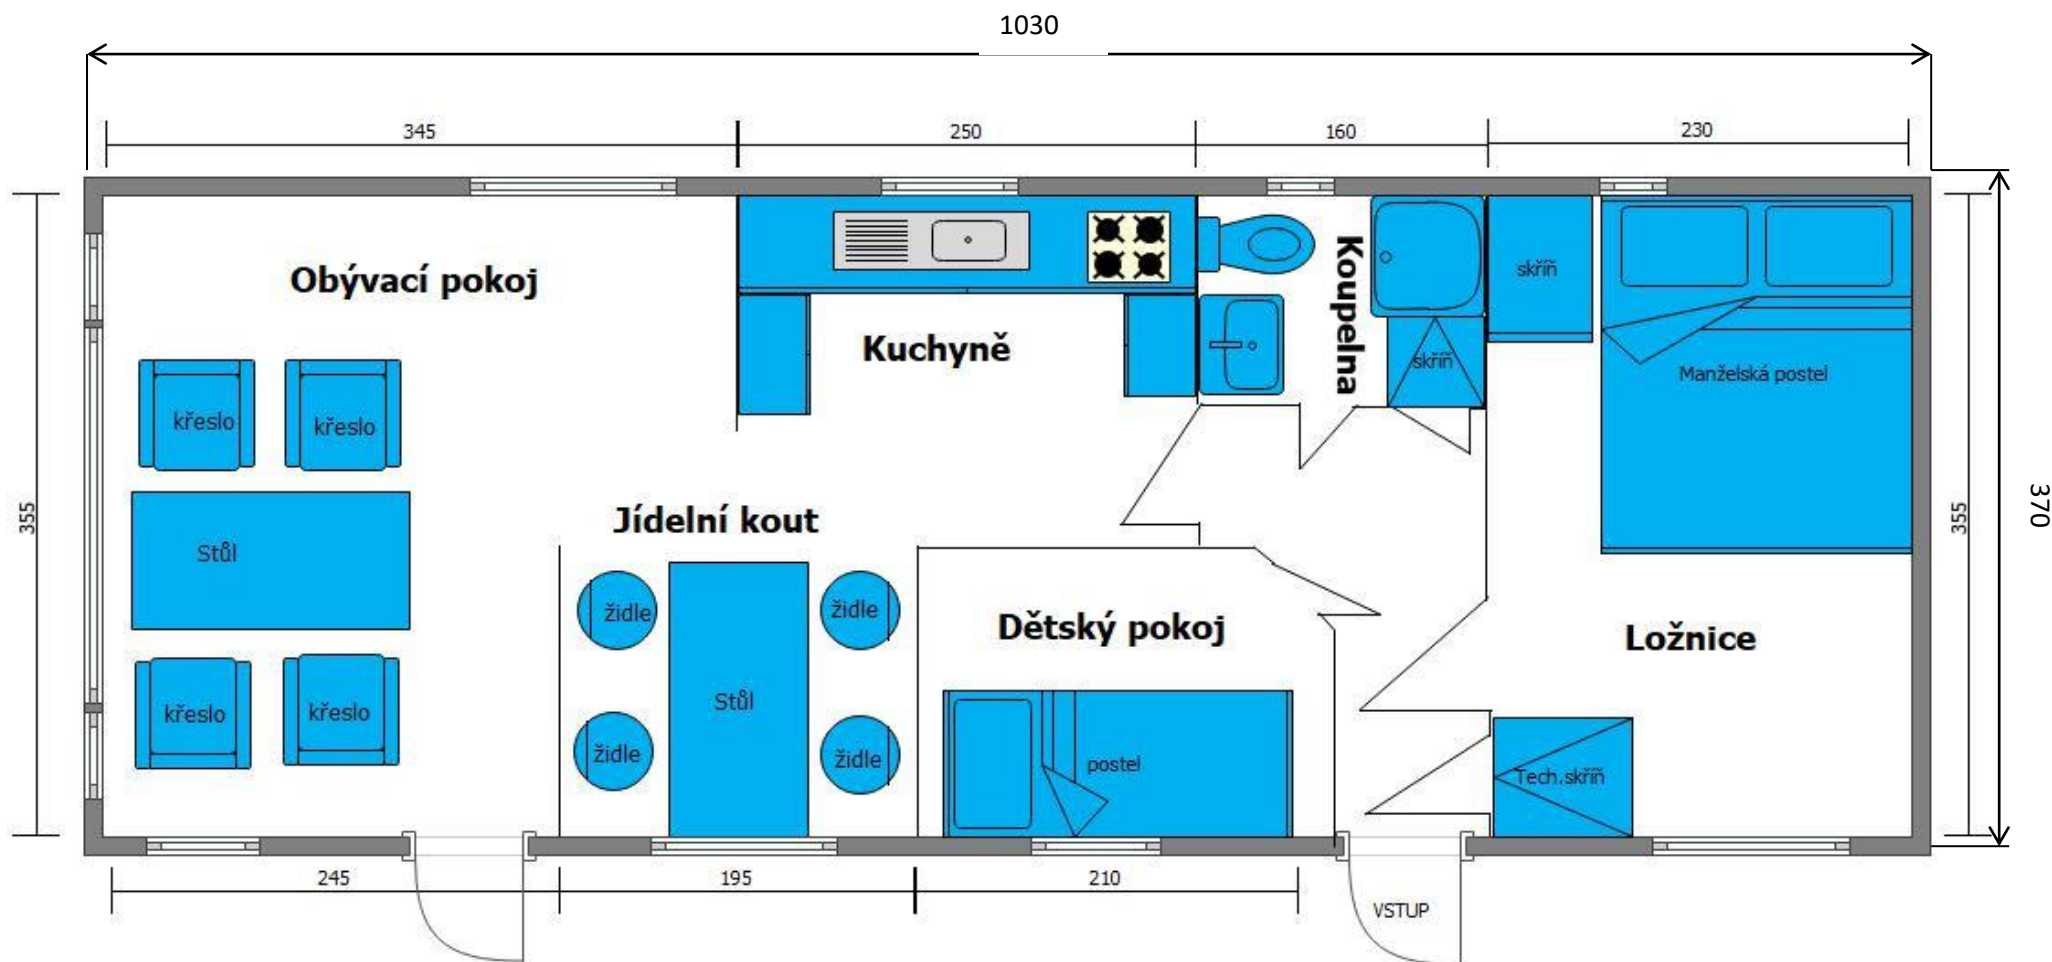 1030
345
250
160
230
Obývací pokoj
Kuchyně
Koupelna
skříň
skříň
Manželská postel
křeslo
křeslo
355
355
370
Stůl
Jídelní kout
židle
židle
Dětský pokoj
Ložnice
křeslo
křeslo
Stůl
židle
židle
postel
Tech.skříň
245
195
210
VSTUP